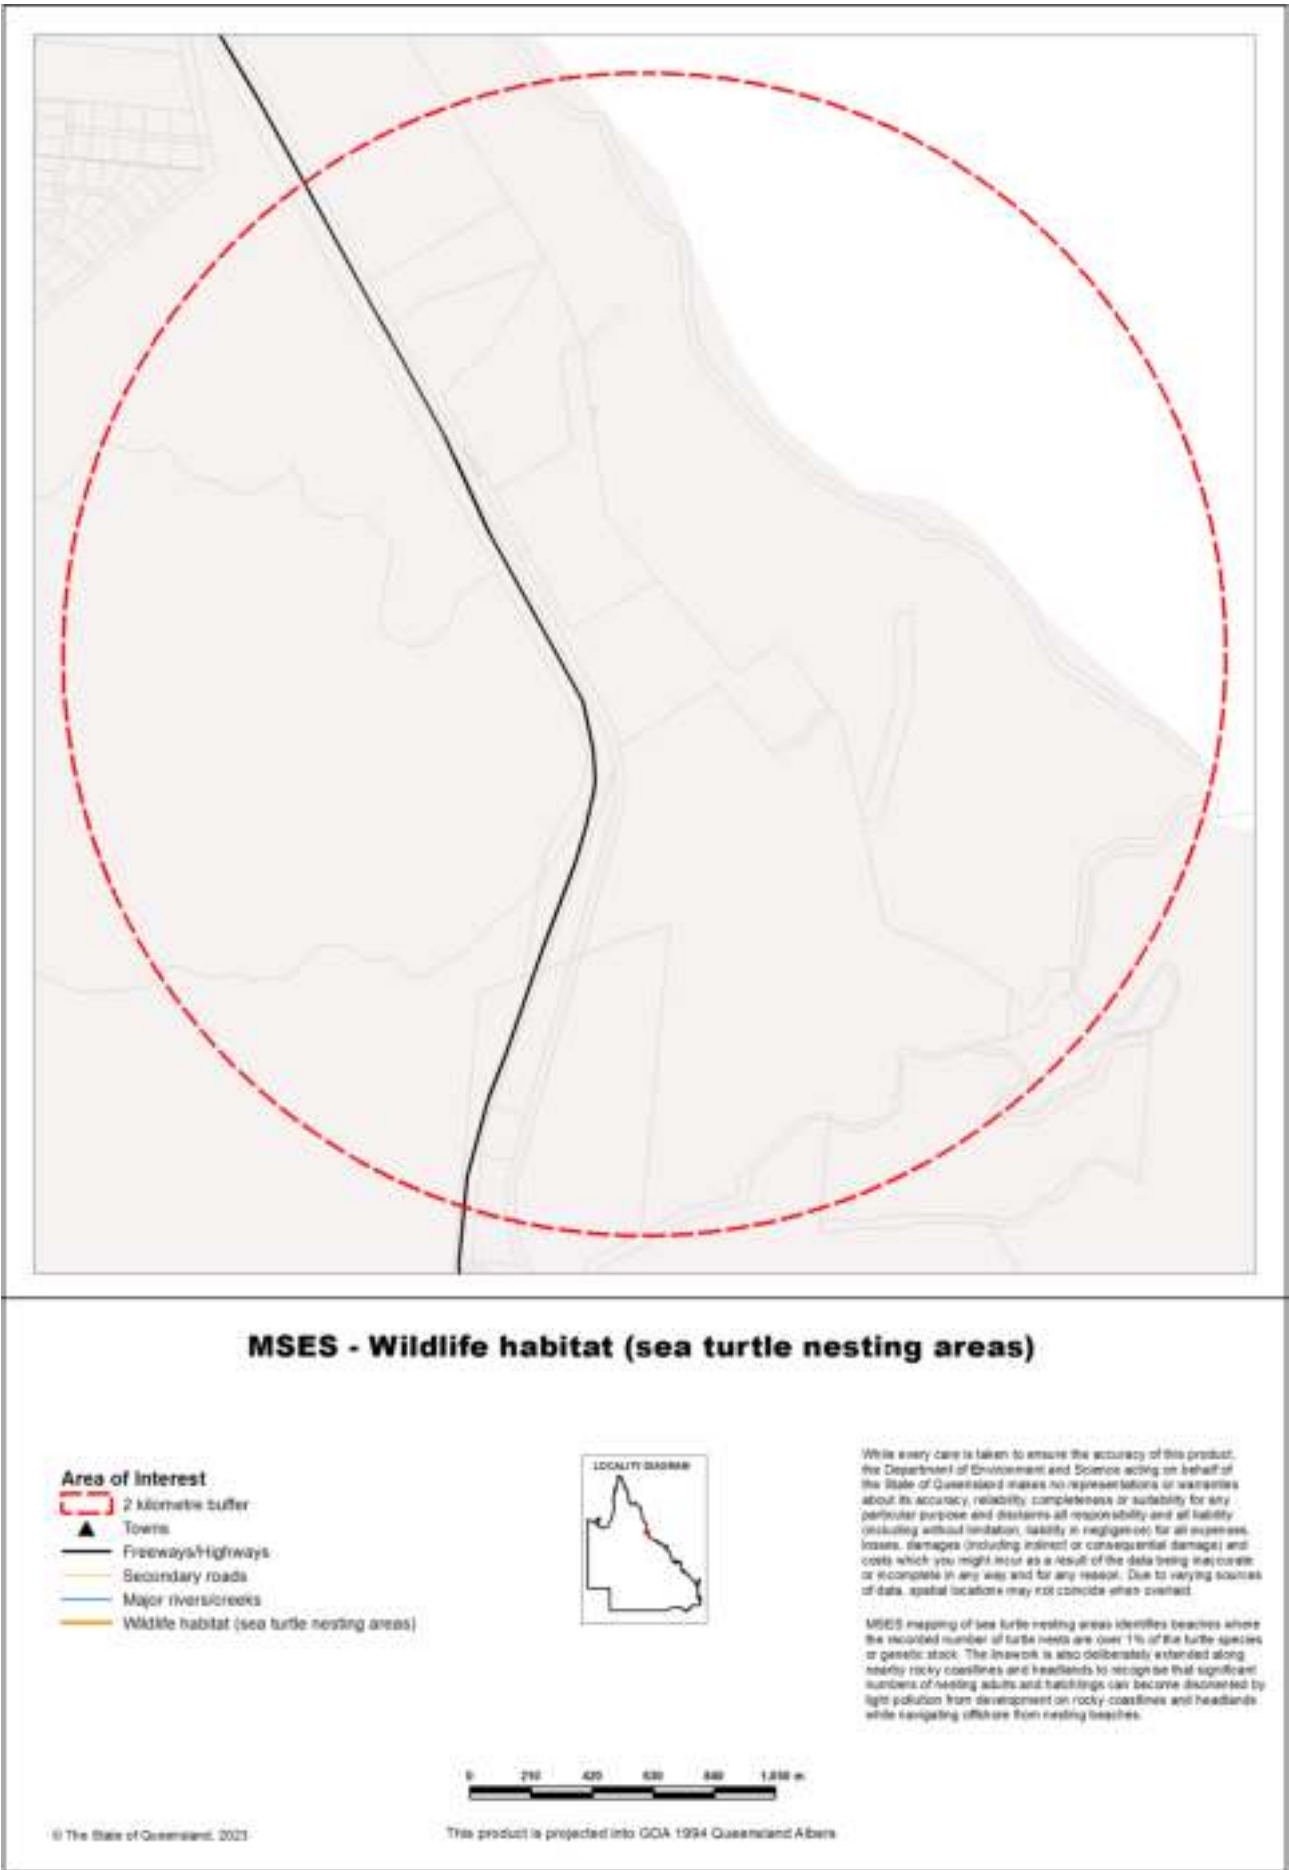 MSES - Wildlife habitat (sea turtle nesting areas)
Area of Interest
2 kilometre buffer
Towns
Freeways/Highways
Secondary roads
Major rivers/creeks
Wildlife habitat (sea turtle nesting areas)
LOCALITY DIAGRAM
While every care is taken to ensure the accuracy of this product,
the Department of Environment and Science acting on behalf of
the State of Queensland makes no representations or warranties
about its accuracy, reliability, completeness or suitability for any
particular purpose and disclaims all responsibility and all liability
(including without limitation, liability in negligence) for all expenses,
losses, damages (including indirect or consequential damage) and
costs which you might incur as a result of the data being inaccurate
or incomplete in any way and for any reason. Due to varying sources
of data, spatial locations may not coincide when overlaid.
MSES mapping of sea turtle nesting areas identifies beaches where
the recorded number of turtle nests are over 1% of the turtle species
or genetic stock. The linework is also deliberately extended along
nearby rocky coastlines and headlands to recognise that significant
numbers of nesting adults and hatchlings can become disoriented by
light pollution from development on rocky coastlines and headlands
while navigating offshore from nesting beaches.
0 210 420 630 840 1,050 m
© The State of Queensland, 2023
This product is projected into GDA 1994 Queensland Albers